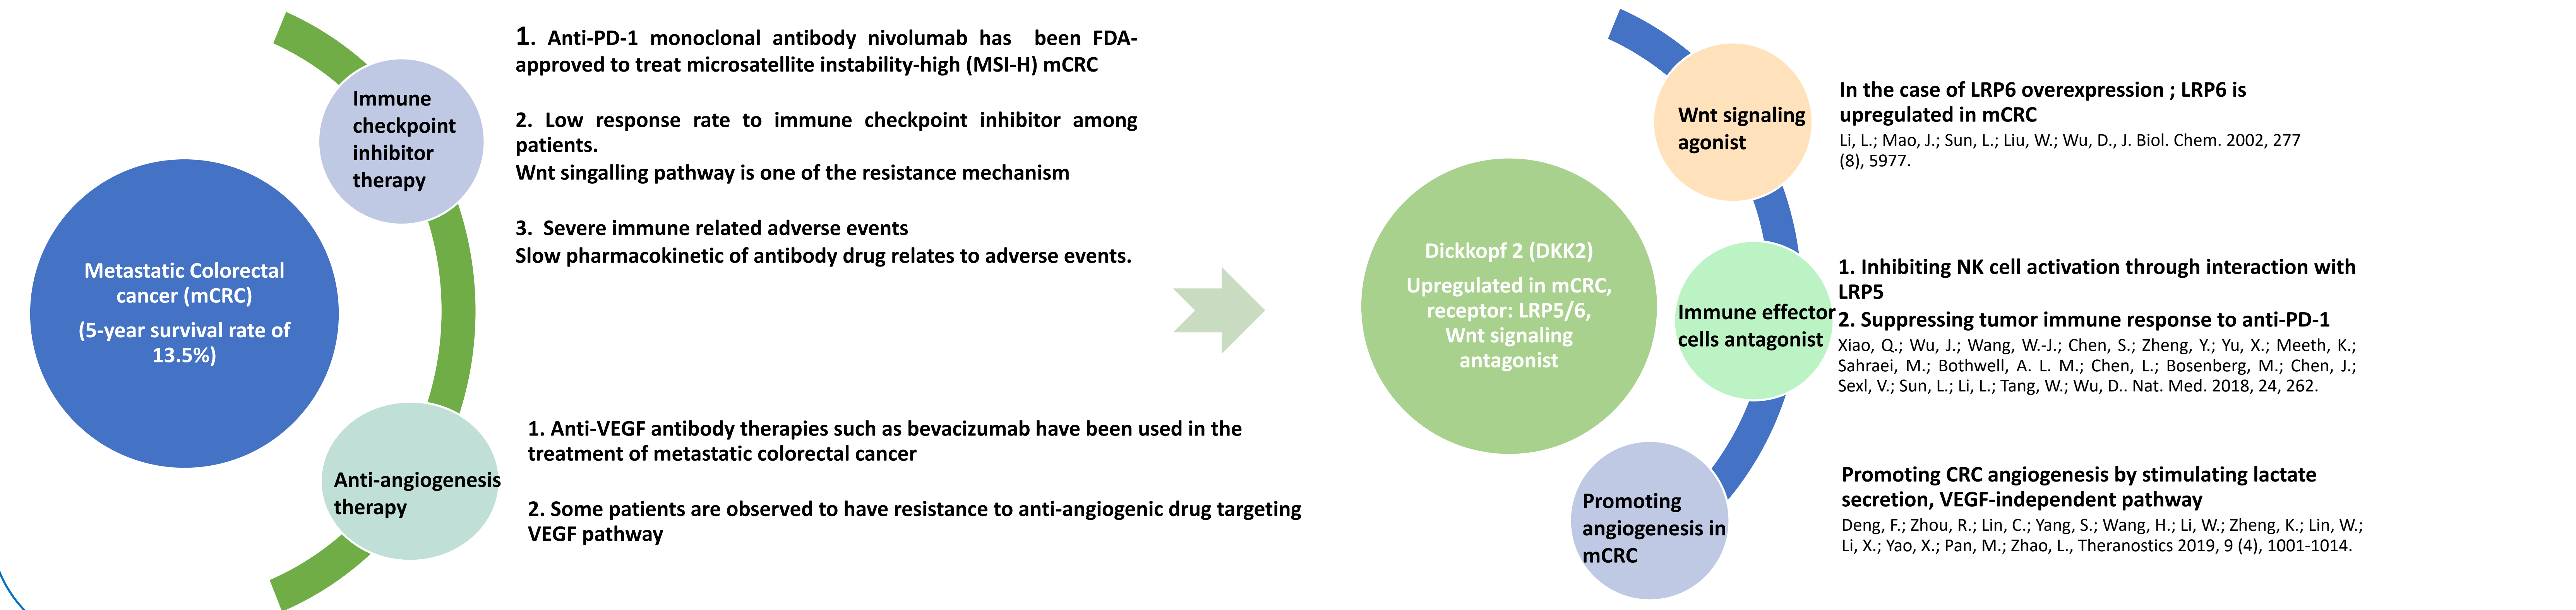 Metastatic Colorectal
cancer (mCRC)
(5-year survival rate of
13.5%)
Immune
checkpoint
inhibitor
therapy
1. Anti-PD-1 monoclonal antibody nivolumab has been FDA-
approved to treat microsatellite instability-high (MSI-H) mCRC
2. Low response rate to immune checkpoint inhibitor among
patients.
Wnt singalling pathway is one of the resistance mechanism
3. Severe immune related adverse events
Slow pharmacokinetic of antibody drug relates to adverse events.
Anti-angiogenesis
therapy
1. Anti-VEGF antibody therapies such as bevacizumab have been used in the
treatment of metastatic colorectal cancer
2. Some patients are observed to have resistance to anti-angiogenic drug targeting
VEGF pathway
Dickkopf 2 (DKK2)
Upregulated in mCRC,
receptor: LRP5/6,
Wnt signaling
antagonist
Wnt signaling
agonist
In the case of LRP6 overexpression ; LRP6 is
upregulated in mCRC
Li, L.; Mao, J.; Sun, L.; Liu, W.; Wu, D., J. Biol. Chem. 2002, 277
(8), 5977.
Immune effector
cells antagonist
1. Inhibiting NK cell activation through interaction with
LRP5
2. Suppressing tumor immune response to anti-PD-1
Xiao, Q.; Wu, J.; Wang, W.-J.; Chen, S.; Zheng, Y.; Yu, X.; Meeth, K.;
Sahraei, M.; Bothwell, A. L. M.; Chen, L.; Bosenberg, M.; Chen, J.;
Sexl, V.; Sun, L.; Li, L.; Tang, W.; Wu, D.. Nat. Med. 2018, 24, 262.
Promoting
angiogenesis in
mCRC
Promoting CRC angiogenesis by stimulating lactate
secretion, VEGF-independent pathway
Deng, F.; Zhou, R.; Lin, C.; Yang, S.; Wang, H.; Li, W.; Zheng, K.; Lin, W.;
Li, X.; Yao, X.; Pan, M.; Zhao, L., Theranostics 2019, 9 (4), 1001-1014.